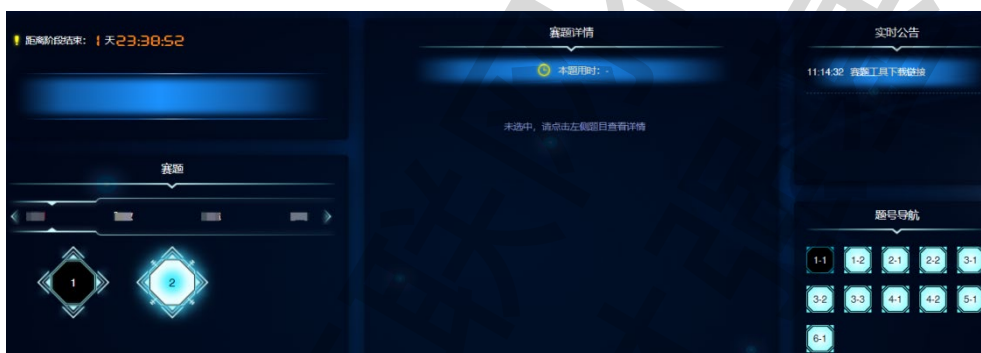 距离阶段结束: 1 天23:38:52
赛题
1
2
赛题详情
本题用时: -
未选中, 请点击左侧题目查看详情
实时公告
11:14:32 赛题工具下载链接
题号导航
1-1 1-2 2-1 2-2 3-1
3-2 3-3 4-1 4-2 5-1
6-1